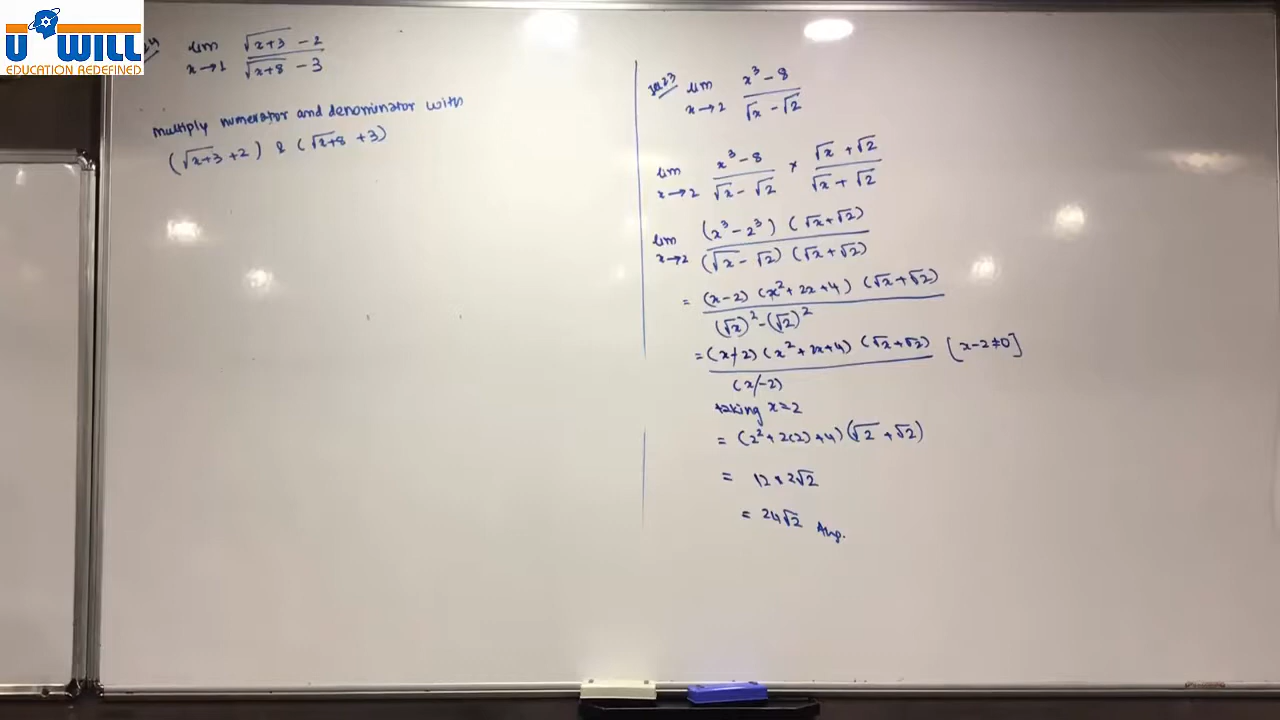 U WILL
EDUCATION REDEFINED
lim x→1 (√(x+3) - 2)/(√(x+8) - 3)
multiply numerator and denominator with
(√(x+3) + 2) & (√(x+8) + 3)
lim x→2 (x³ - 8)/(√x - √2)
lim x→2 (x³ - 8)/(√x - √2) × (√x + √2)/(√x + √2)
lim x→2 ((x³ - 2³) (√x + √2))/((√x - √2) (√x + √2))
= ((x-2) (x² + 2x + 4) (√x + √2))/((√x)² - (√2)²)
= ((x-2) (x² + 2x + 4) (√x + √2))/(x-2) [x-2≠0]
taking x=2
= (2² + 2(2) + 4) (√2 + √2)
= 12 × 2√2
= 24√2 Ans.